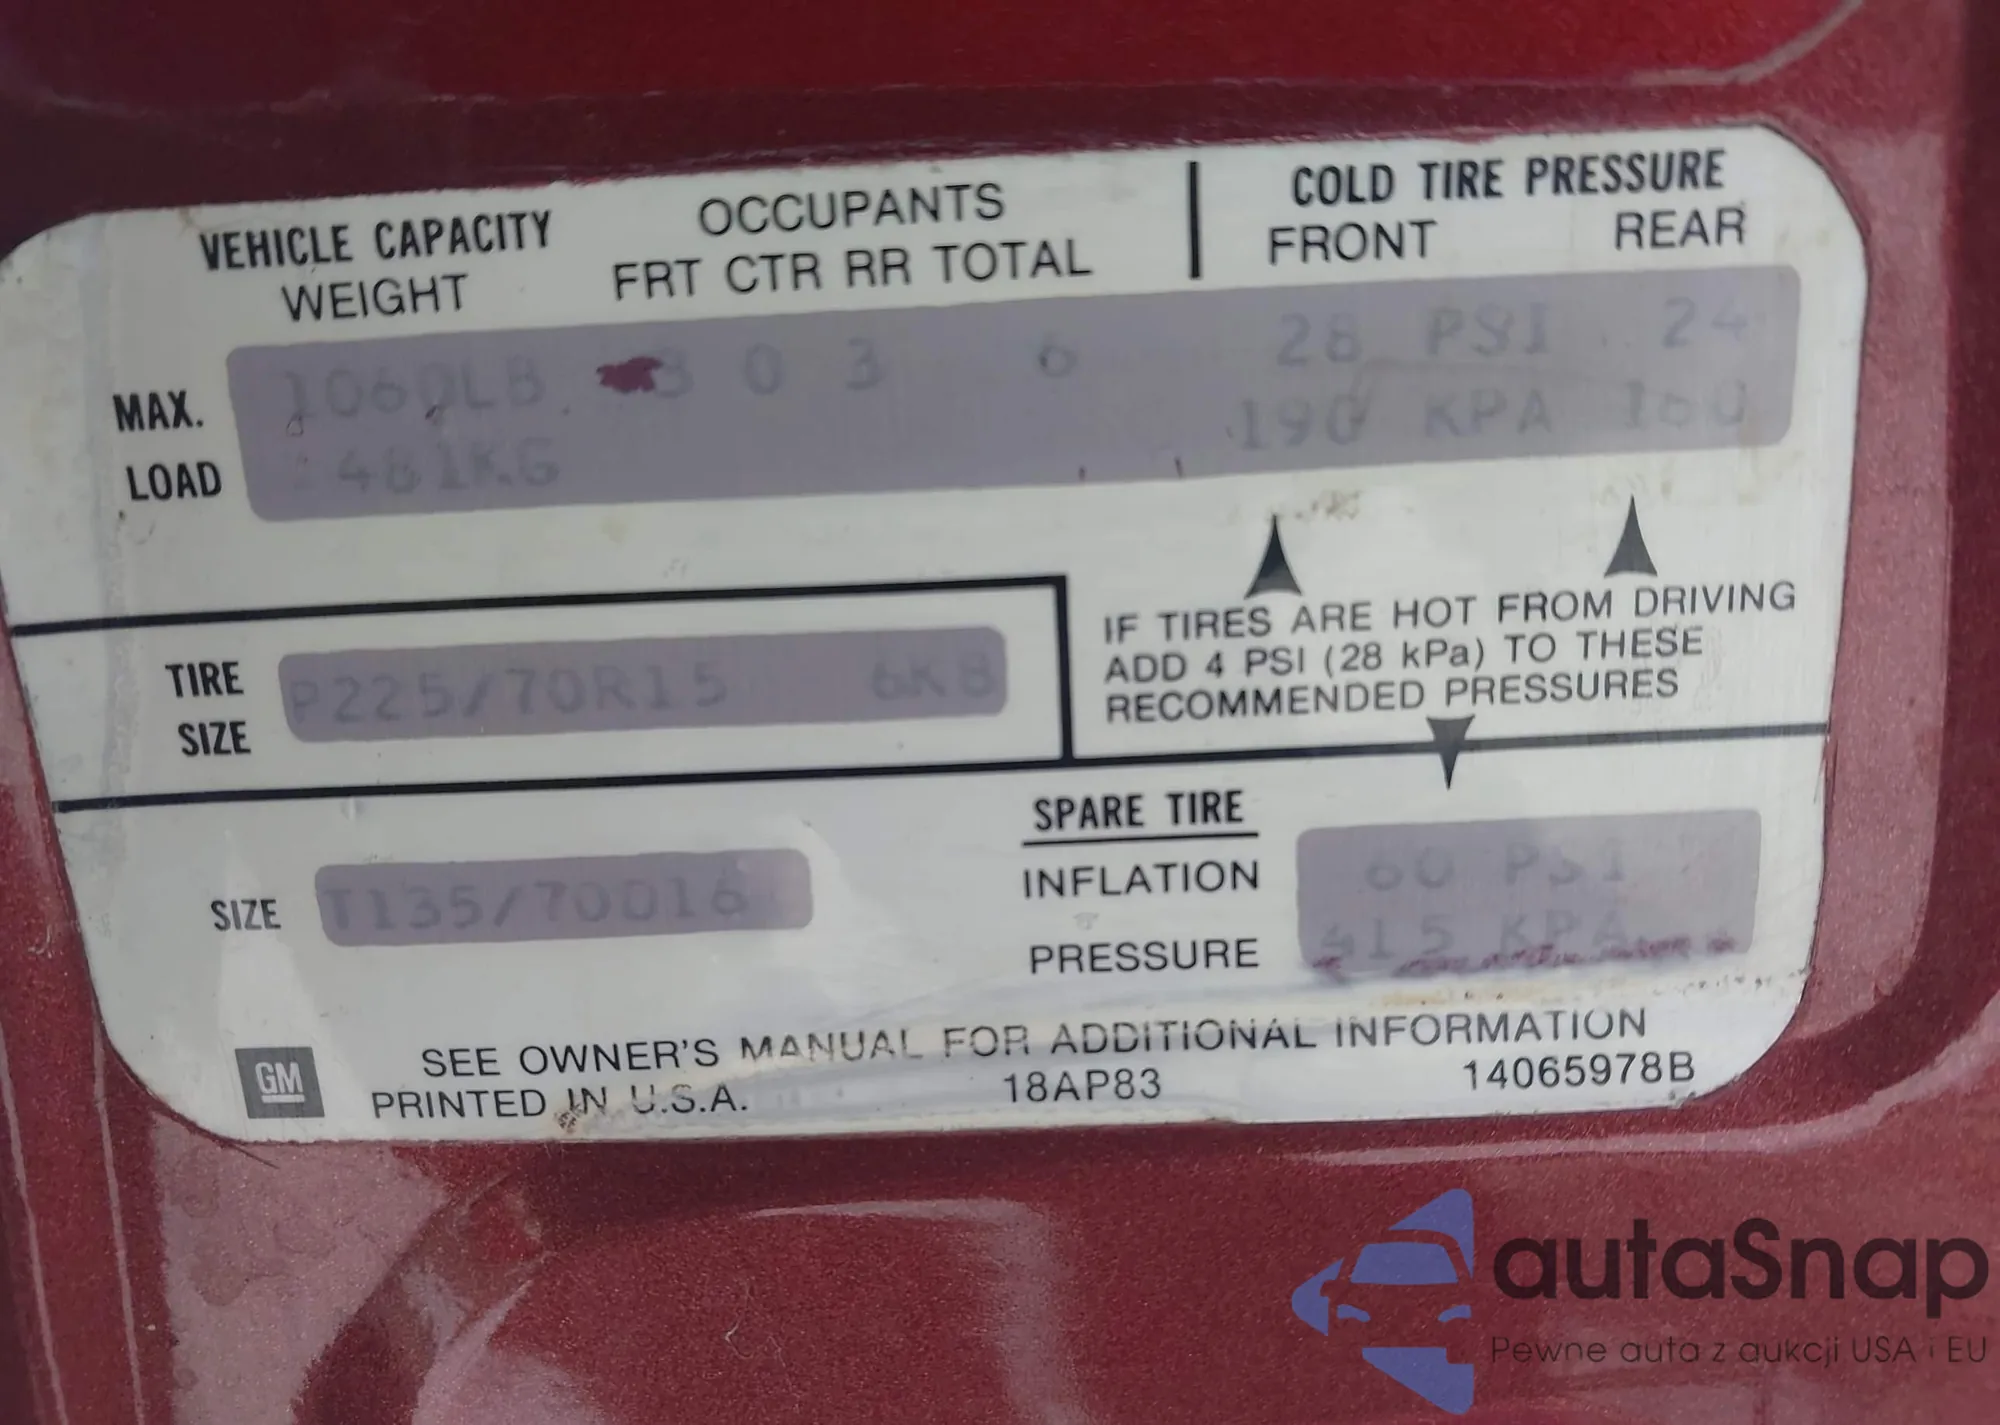 VEHICLE CAPACITY OCCUPANTS COLD TIRE PRESSURE
WEIGHT FRT CTR RR TOTAL FRONT REAR
MAX. 1060LB 3 0 3 6 28 PSI 24
LOAD 481KG 190 KPA 160
IF TIRES ARE HOT FROM DRIVING
ADD 4 PSI (28 kPa) TO THESE
RECOMMENDED PRESSURES
TIRE P225/70R15 6KB
SIZE
SPARE TIRE
SIZE T135/70D16 INFLATION 60 PSI
PRESSURE 415 KPA
GM SEE OWNER'S MANUAL FOR ADDITIONAL INFORMATION
PRINTED IN U.S.A. 18AP83 14065978B
autaSnap
Pewne auta z aukcji USA i EU